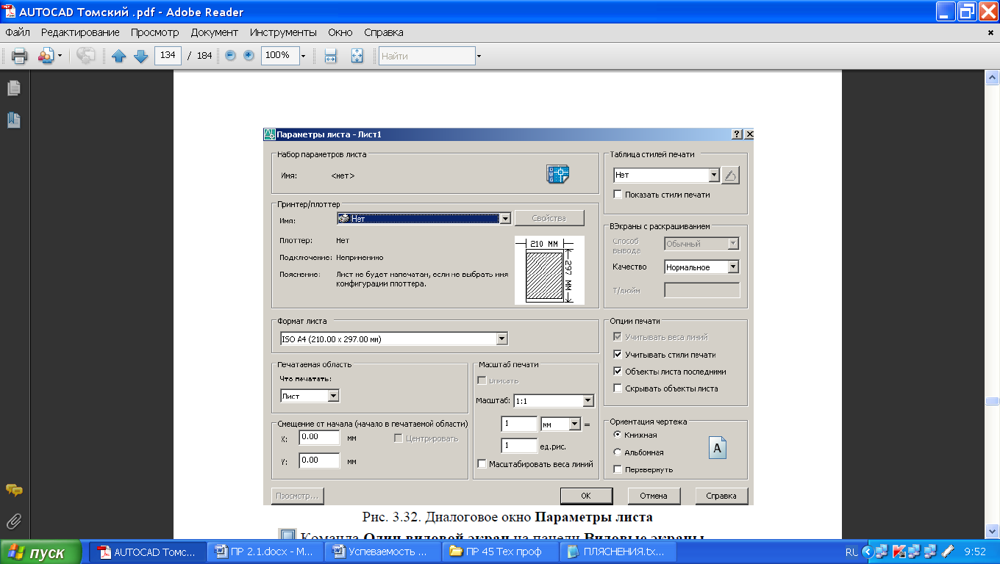 AUTOCAD Томский .pdf - Adobe Reader
Файл Редактирование Просмотр Документ Инструменты Окно Справка
134 / 184 100% Найти
Параметры листа - Лист1
Набор параметров листа
Имя: <нет>
DWG
Таблица стилей печати
Нет
Показать стили печати
Принтер/плоттер
Имя: Нет Свойства
Плоттер: Нет
Подключение: Неприменимо
Пояснение: Лист не будет напечатан, если не выбрать имя
конфигурации плоттера.
210 MM
297 MM
ВЭкраны с раскрашиванием
Способ
вывода
Обычный
Качество Нормальное
Т/дюйм
Формат листа
ISO A4 (210.00 x 297.00 мм)
Опции печати
Учитывать веса линий
Учитывать стили печати
Объекты листа последними
Скрывать объекты листа
Печатаемая область
Что печатать:
Лист
Масштаб печати
Вписать
Масштаб: 1:1
1 мм =
1 ед.рис.
Масштабировать веса линий
Смещение от начала (начало в печатаемой области)
X: 0.00 мм Центрировать
Y: 0.00 мм
Ориентация чертежа
Книжная
Альбомная
Перевернуть
A
Просмотр... OK Отмена Справка
Рис. 3.32. Диалоговое окно Параметры листа
Команда Один видовой экран на панели Видовые экраны
пуск AUTOCAD Томс... ПР 2.1.docx - M... Успеваемость ... ПР 45 Тех проф ПЛЯСНЕНИЯ.tx... RU 9:52